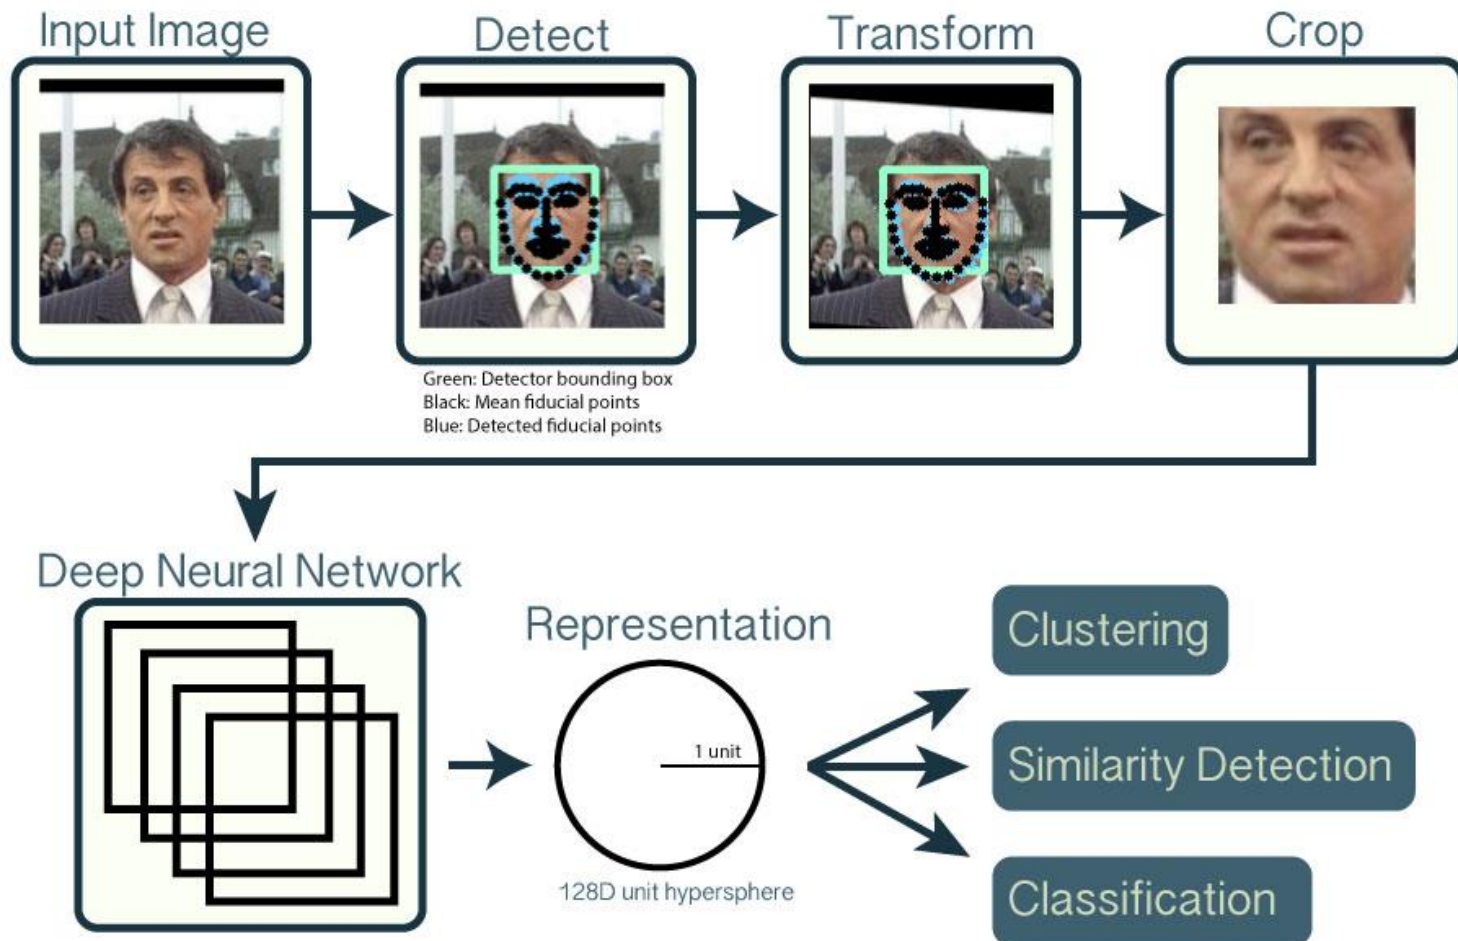 Input Image
Detect
Transform
Crop
Green: Detector bounding box
Black: Mean fiducial points
Blue: Detected fiducial points
Deep Neural Network
Representation
1 unit
128D unit hypersphere
Clustering
Similarity Detection
Classification